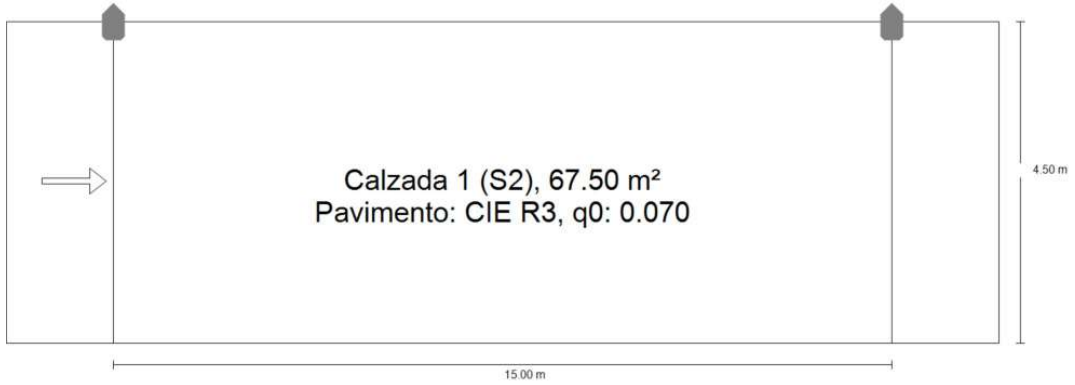 Calzada 1 (S2), 67.50 m²
Pavimento: CIE R3, q0: 0.070
4.50 m
15.00 m